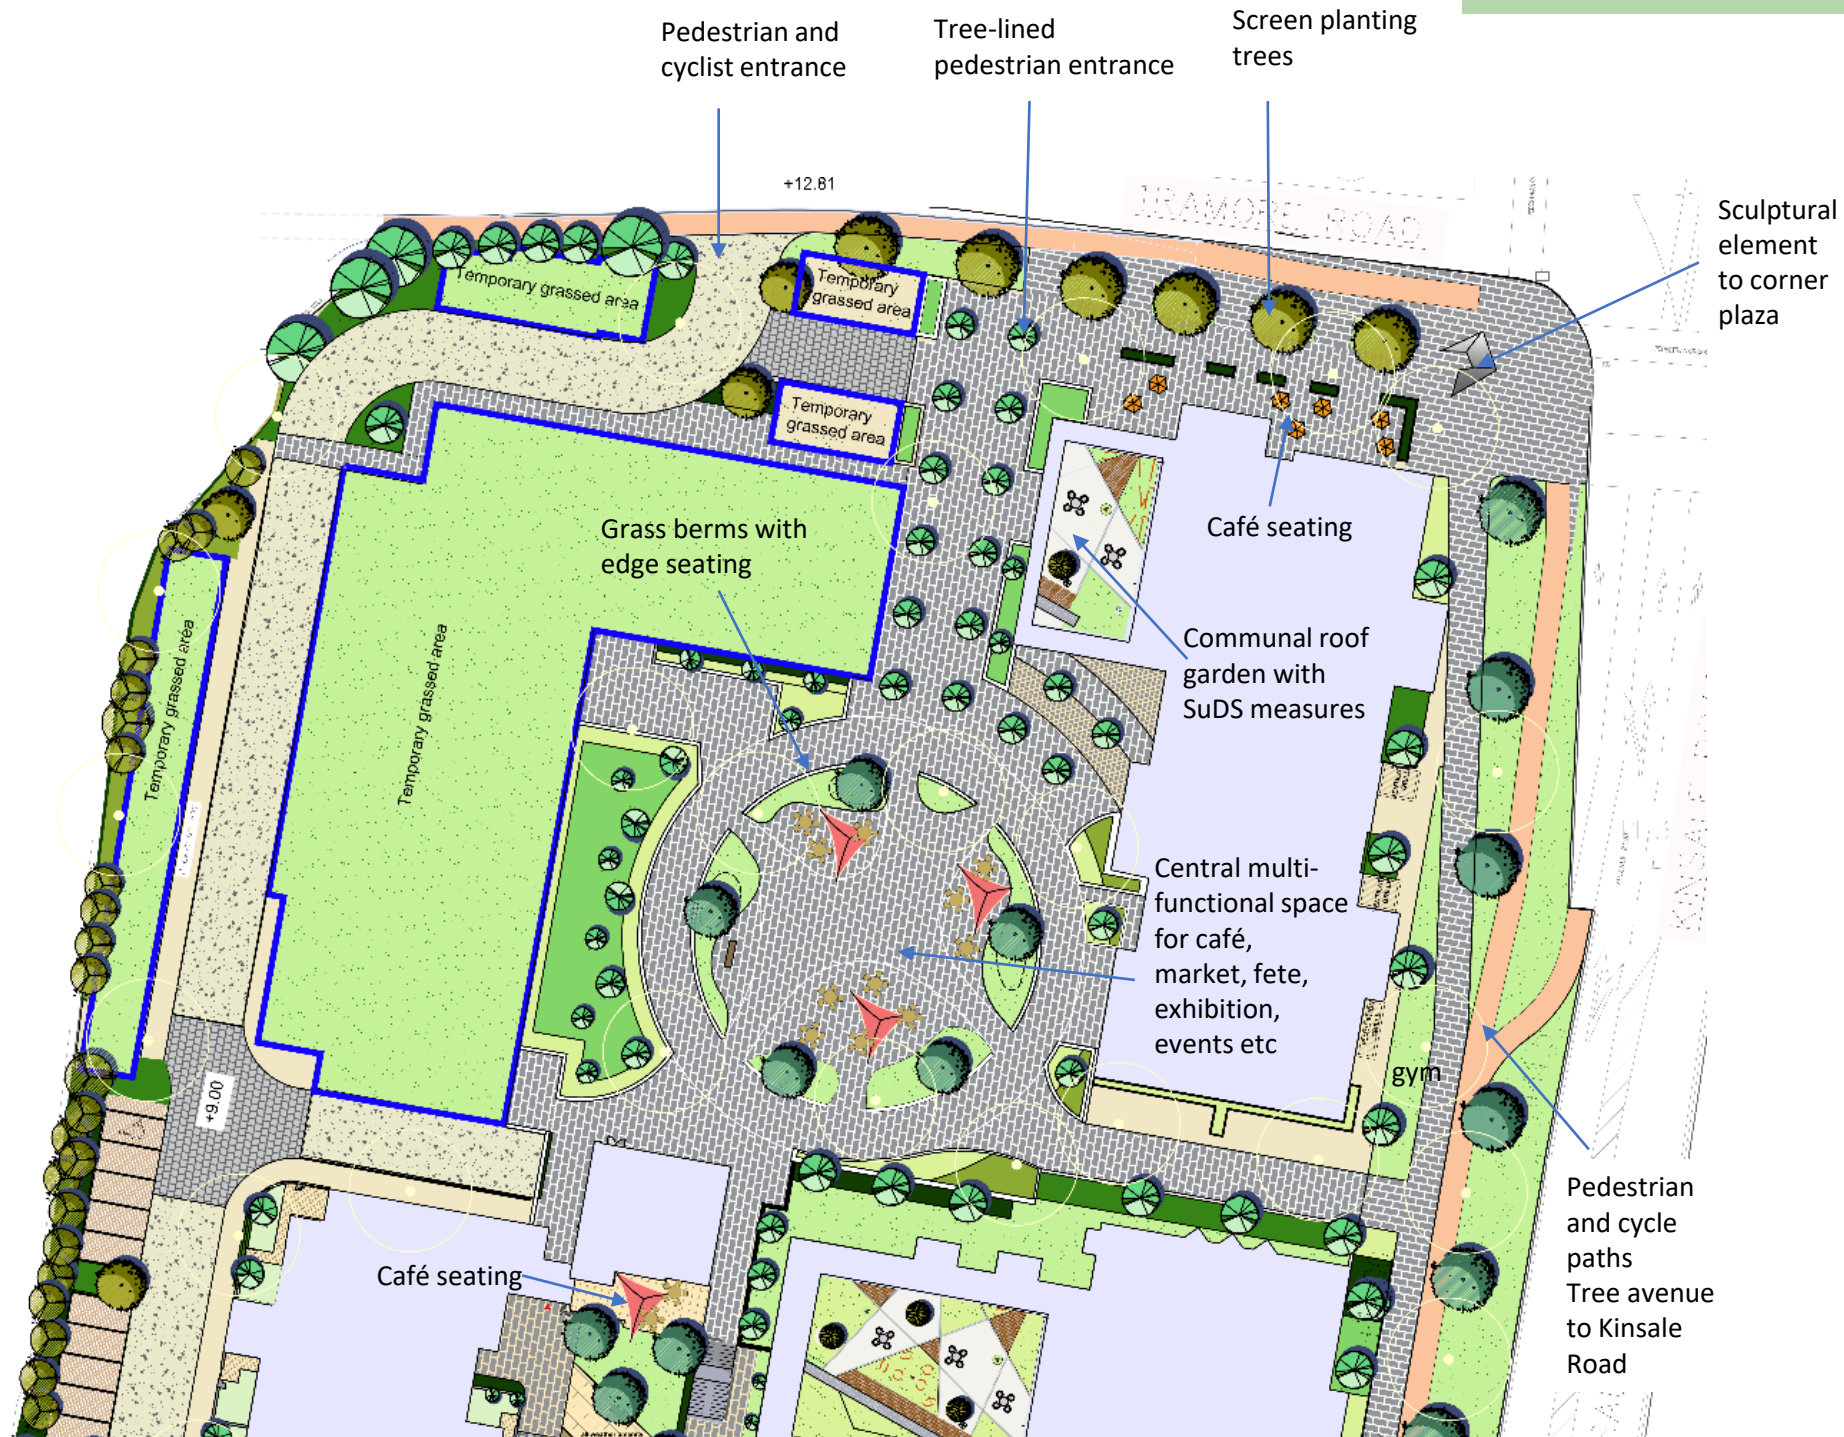 Pedestrian and
cyclist entrance
Tree-lined
pedestrian entrance
Screen planting
trees
+12.81
ROAD
Sculptural
element
to corner
plaza
Temporary grassed area
Temporary
grassed area
Temporary
grassed area
Grass berms with
edge seating
Café seating
Communal roof
garden with
SuDS measures
Temporary grassed area
Temporary grassed area
Central multi-
functional space
for café,
market, fete,
exhibition,
events etc
gym
+9.00
Café seating
Pedestrian
and cycle
paths
Tree avenue
to Kinsale
Road